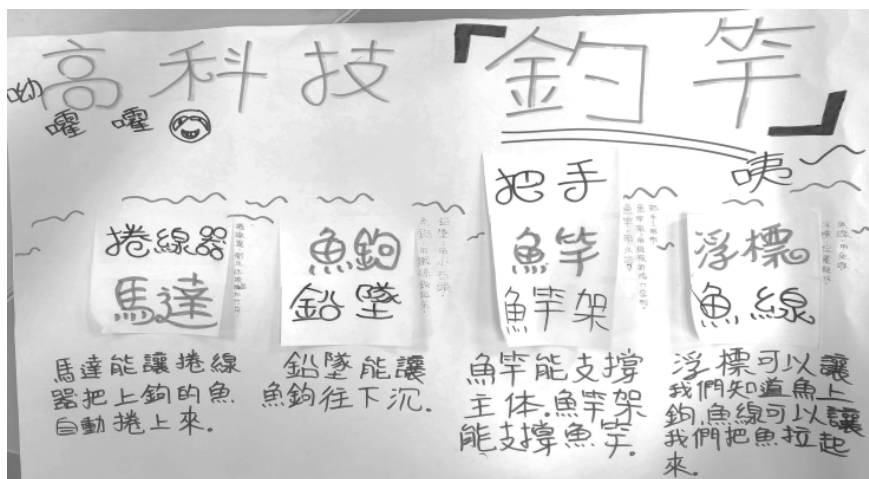 高科技「釣竿」
呦
嚯嚯
咦
捲線器
馬達
馬達能讓捲線
器把上鉤的魚
自動捲上來.
魚鉤
鉛墜
鉛墜能讓
魚鉤往下沉.
把手
魚竿
魚竿架
魚竿能支撐
主体.魚竿架
能支撐魚竿.
浮標
魚線
浮標可以讓
我們知道魚上
鉤,魚線可以讓
我們把魚拉起
來.